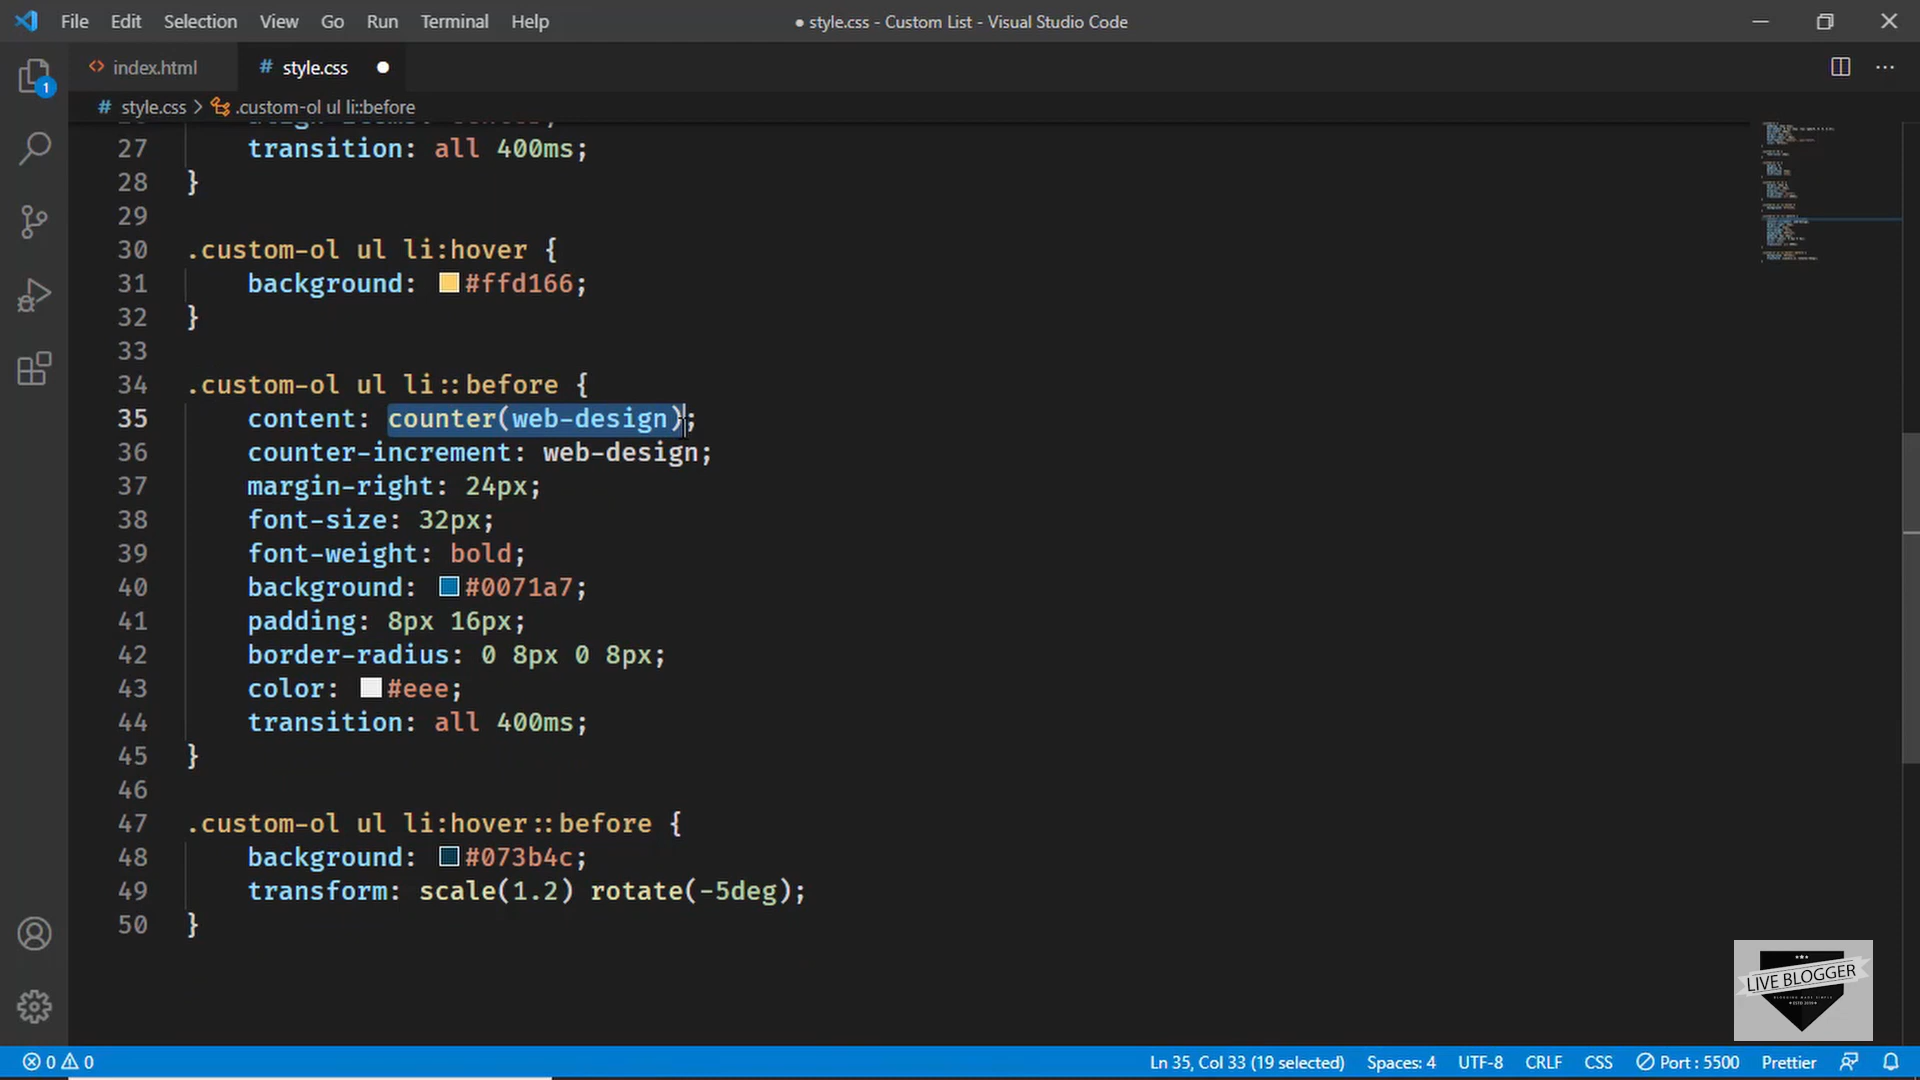 File Edit Selection View Go Run Terminal Help
● style.css - Custom List - Visual Studio Code
index.html
# style.css ●
# style.css > .custom-ol ul li::before
27 transition: all 400ms;
28 }
29
30 .custom-ol ul li:hover {
31 background: #ffd166;
32 }
33
34 .custom-ol ul li::before {
35 content: counter(web-design);
36 counter-increment: web-design;
37 margin-right: 24px;
38 font-size: 32px;
39 font-weight: bold;
40 background: #0071a7;
41 padding: 8px 16px;
42 border-radius: 0 8px 0 8px;
43 color: #eee;
44 transition: all 400ms;
45 }
46
47 .custom-ol ul li:hover::before {
48 background: #073b4c;
49 transform: scale(1.2) rotate(-5deg);
50 }
1
LIVE BLOGGER
0 0
Ln 35, Col 33 (19 selected) Spaces: 4 UTF-8 CRLF CSS Port : 5500 Prettier